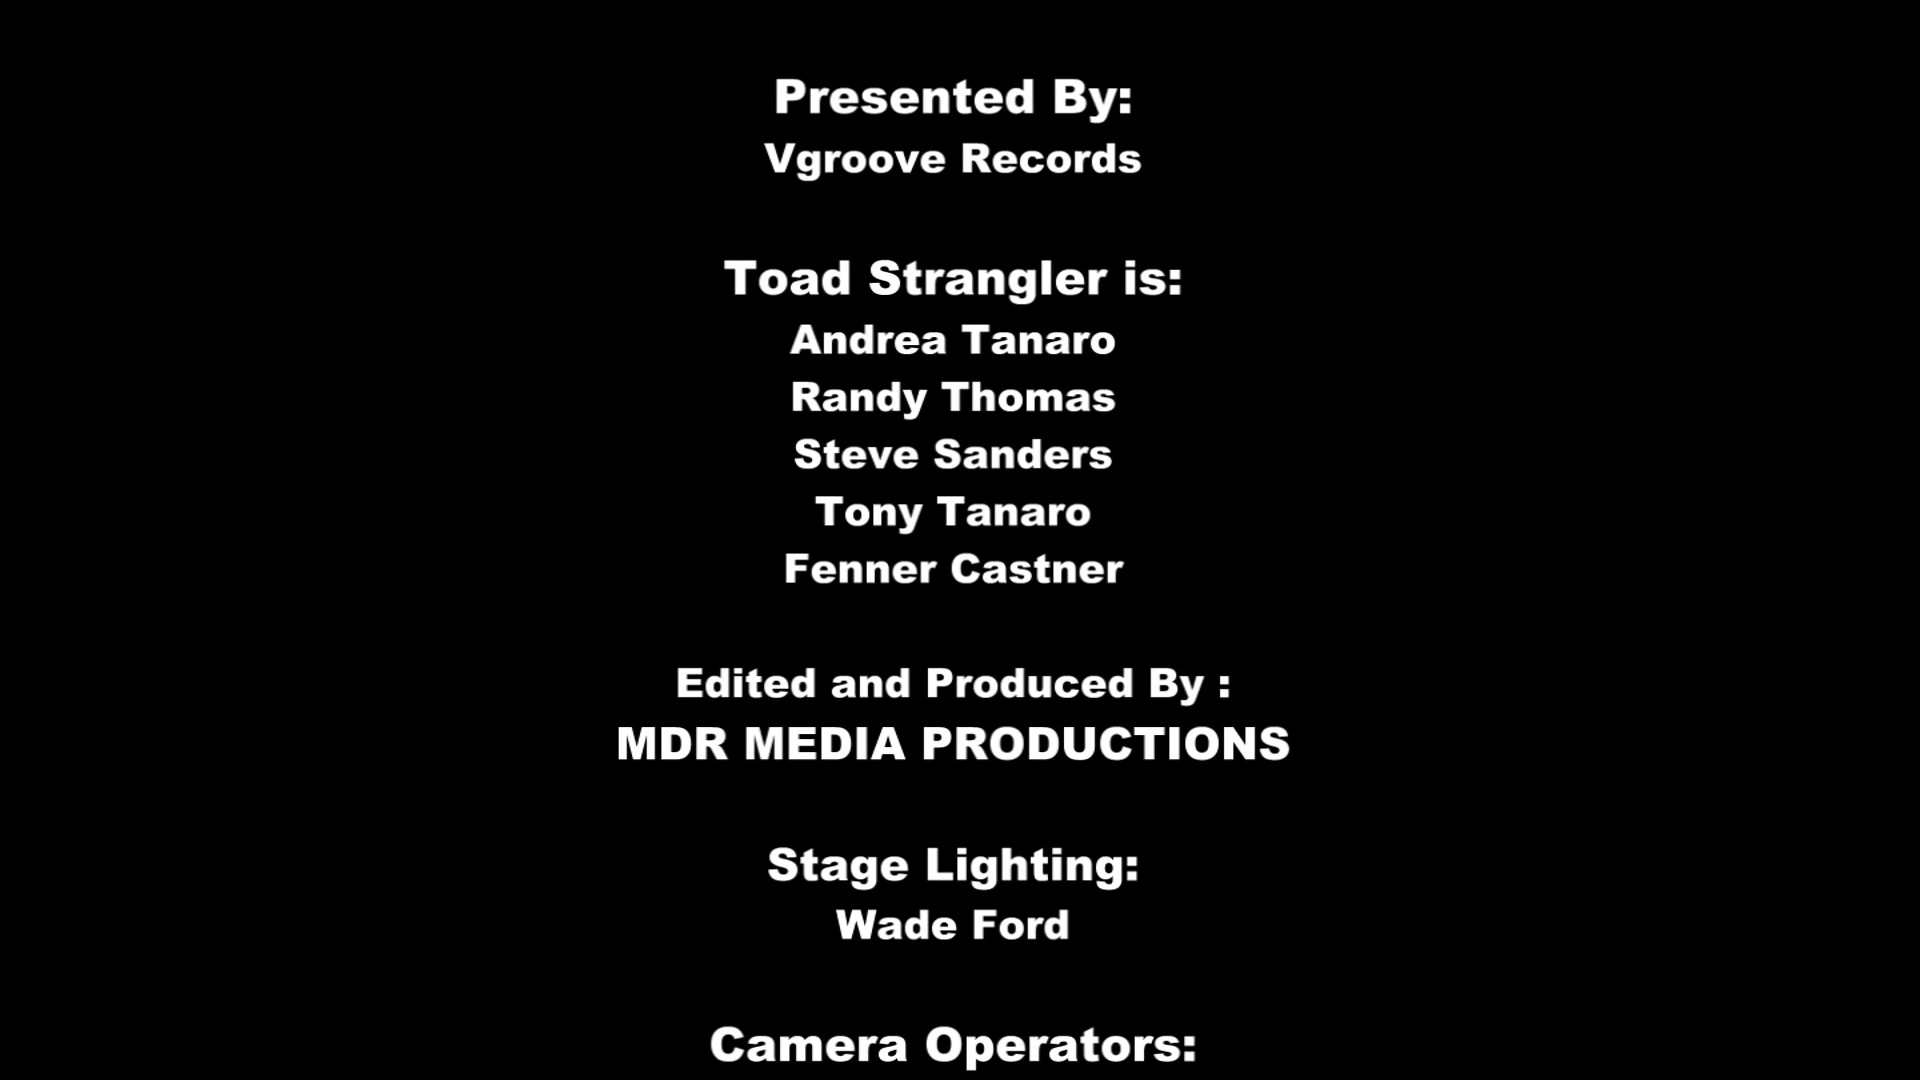 Presented By:
Vgroove Records
Toad Strangler is:
Andrea Tanaro
Randy Thomas
Steve Sanders
Tony Tanaro
Fenner Castner
Edited and Produced By :
MDR MEDIA PRODUCTIONS
Stage Lighting:
Wade Ford
Camera Operators: